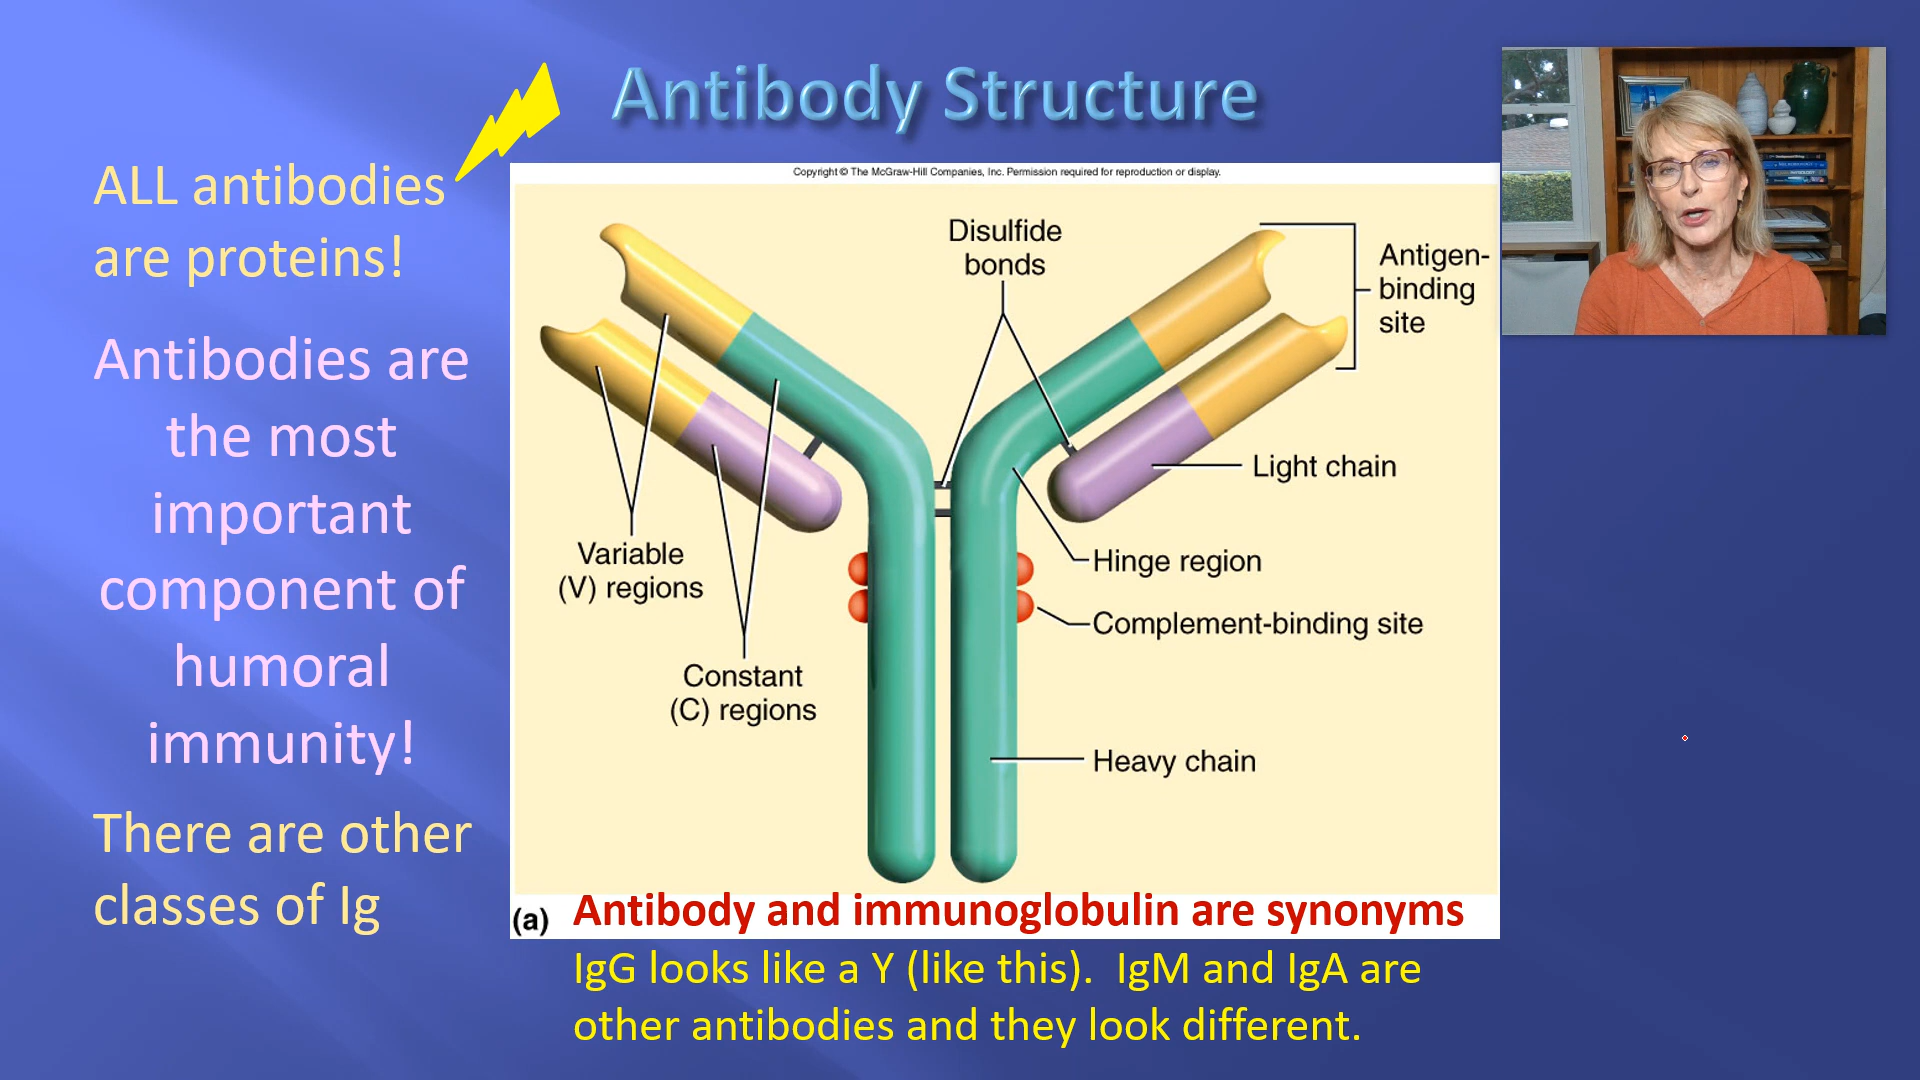 Antibody Structure
ALL antibodies
are proteins!
Antibodies are
the most
important
component of
humoral
immunity!
There are other
classes of Ig
Copyright © The McGraw-Hill Companies, Inc. Permission required for reproduction or display.
Disulfide
bonds
Antigen-
binding
site
Light chain
Variable
(V) regions
Hinge region
Complement-binding site
Constant
(C) regions
Heavy chain
(a) Antibody and immunoglobulin are synonyms
IgG looks like a Y (like this).  IgM and IgA are
other antibodies and they look different.